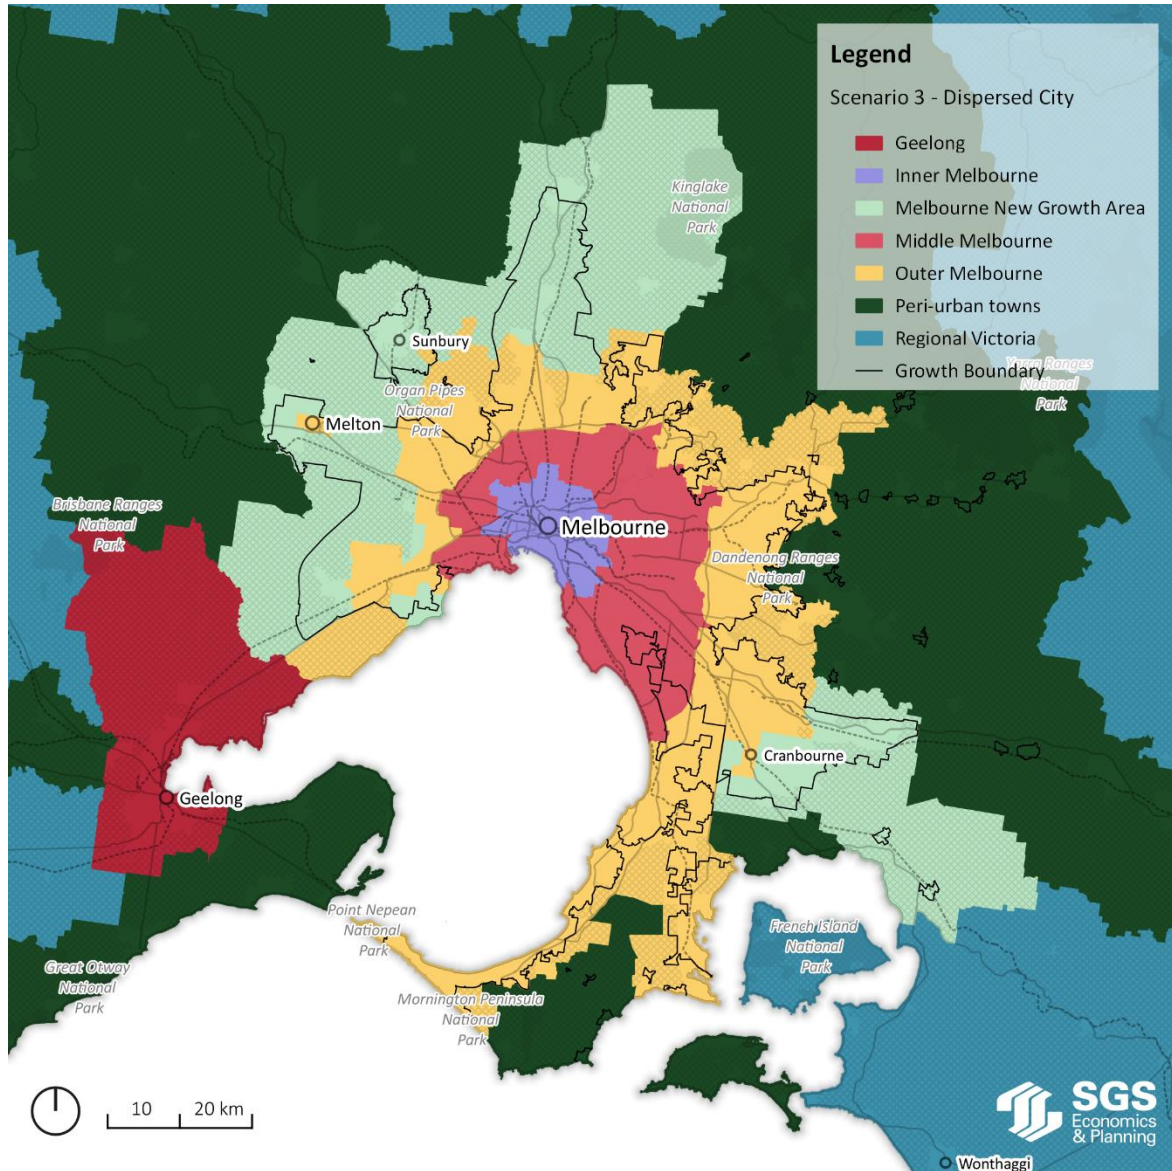 Legend
Scenario 3 - Dispersed City
Geelong
Inner Melbourne
Melbourne New Growth Area
Middle Melbourne
Outer Melbourne
Peri-urban towns
Regional Victoria
Growth Boundary
Kinglake
National
Park
Yarra Ranges
National
Park
Sunbury
Organ Pipes
National
Park
Melton
Brisbane Ranges
National
Park
Melbourne
Dandenong Ranges
National
Park
Cranbourne
Geelong
Point Nepean
National
Park
French Island
National
Park
Great Otway
National
Park
Mornington Peninsula
National
Park
10 20 km
SGS
Economics
& Planning
Wonthaggi